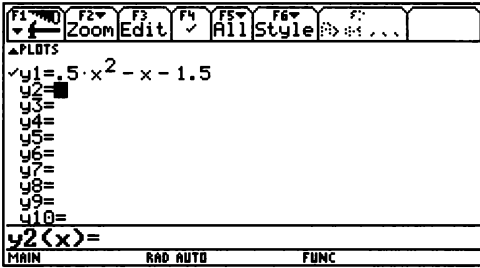 F1 F2 Zoom F3 Edit F4 ✓ F5 All F6 Style
▲PLOTS
✓y1=.5·x² − x − 1.5
y2=
y3=
y4=
y5=
y6=
y7=
y8=
y9=
y10=
y2(x)=
MAIN RAD AUTO FUNC